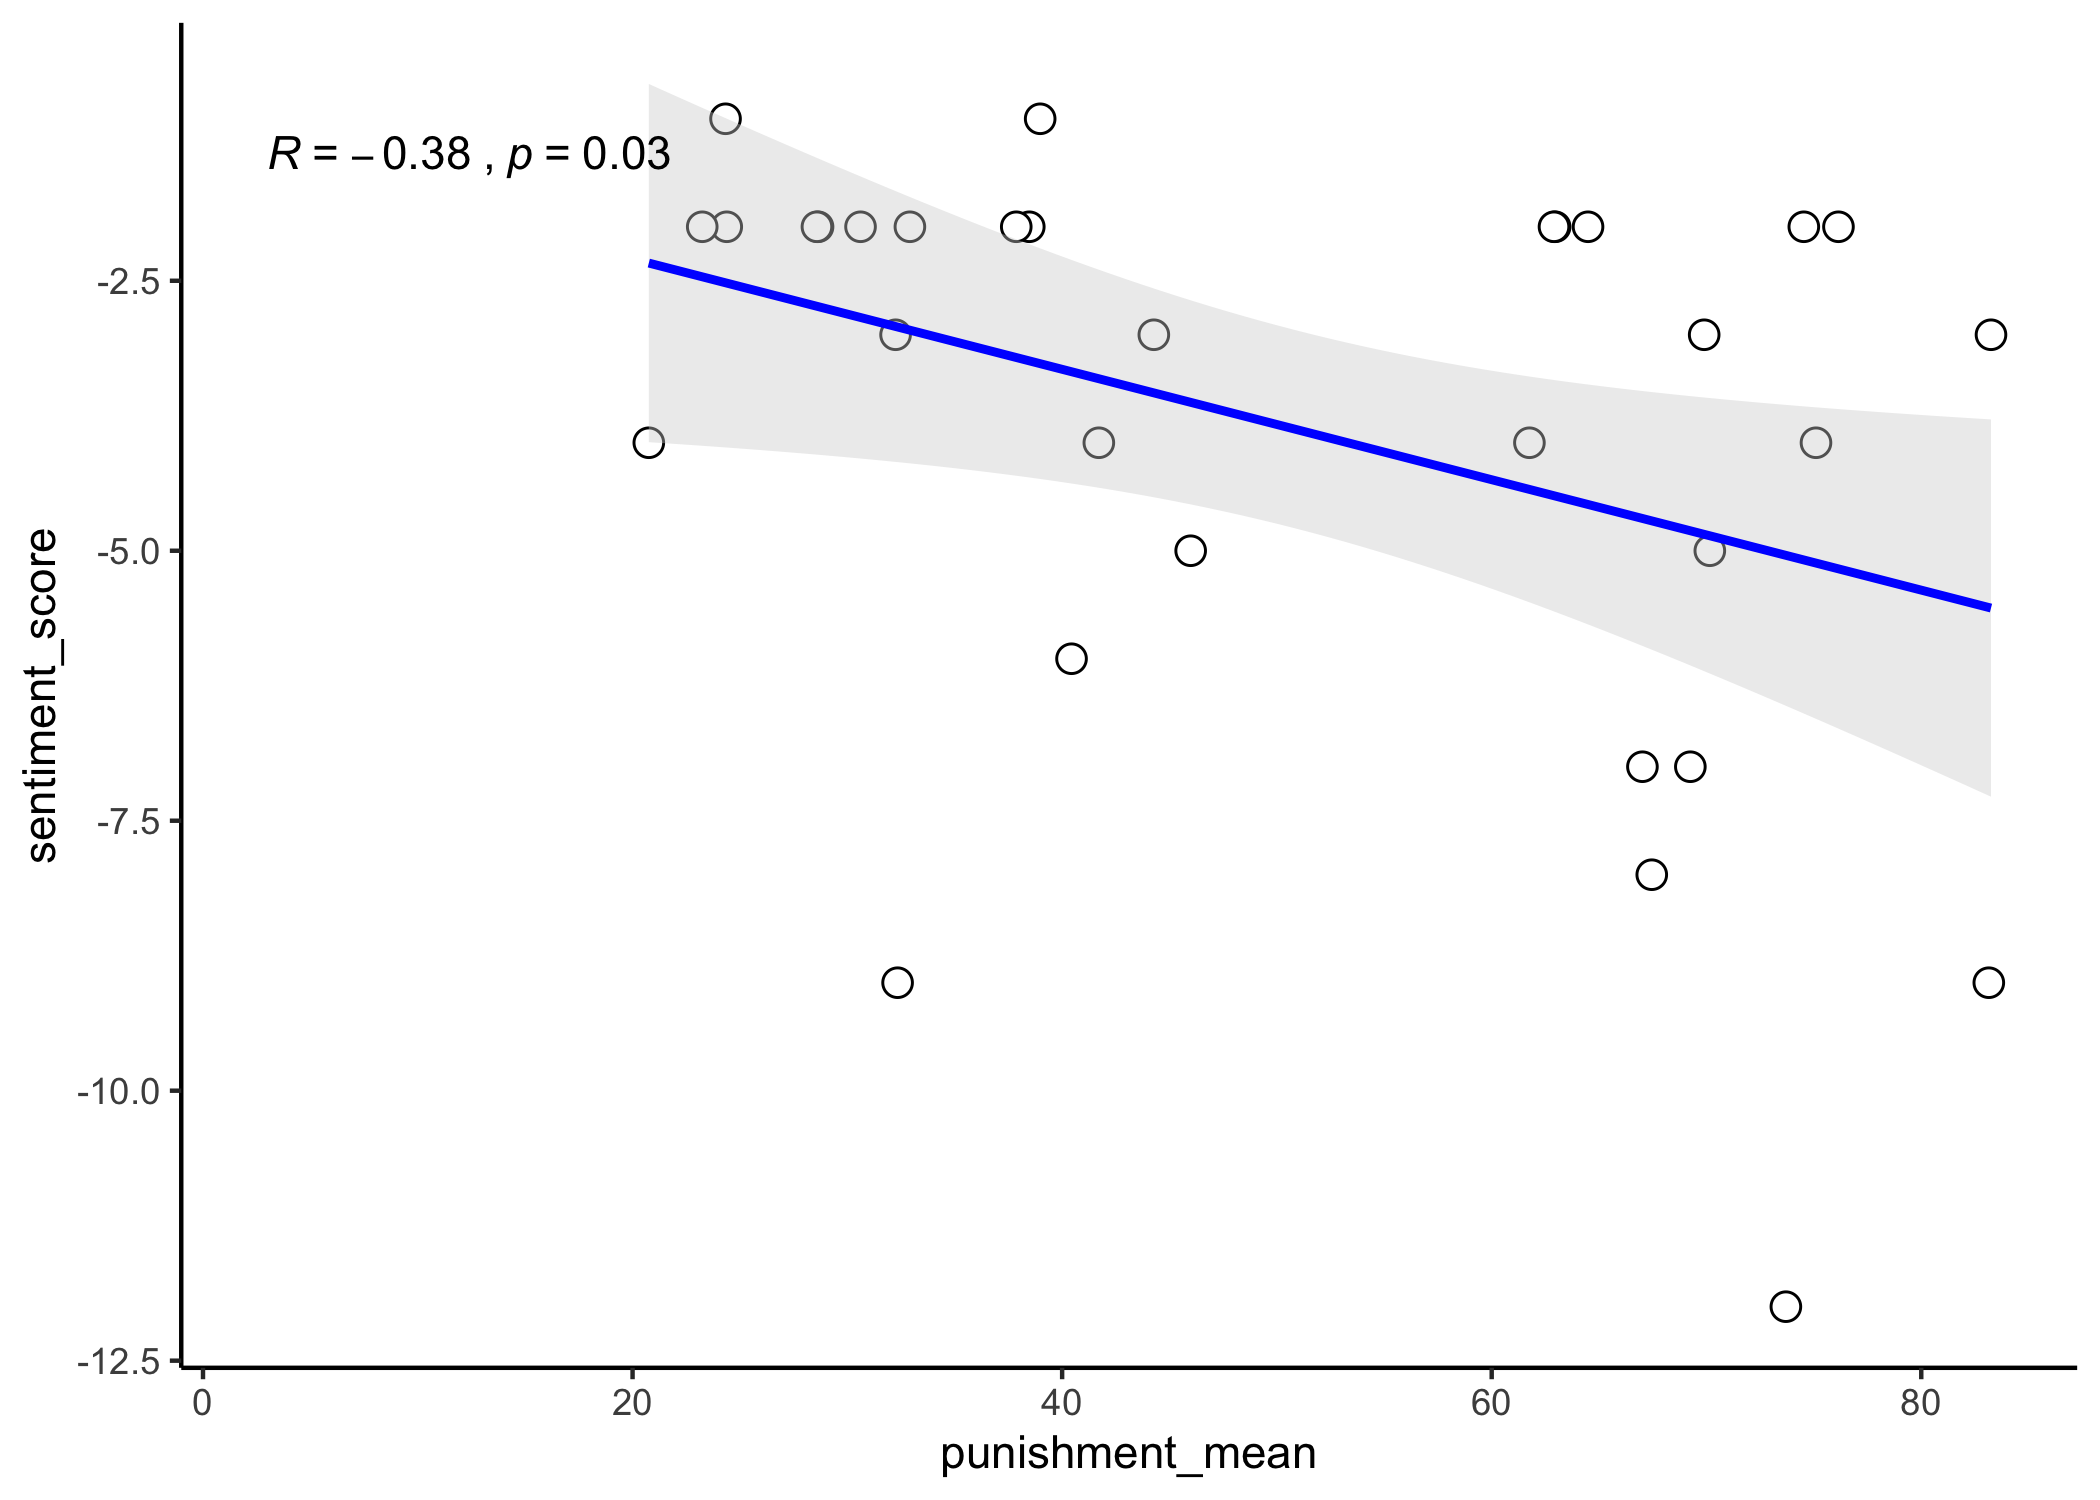 R = – 0.38 , p = 0.03
-2.5
-5.0
-7.5
-10.0
-12.5
sentiment_score
0 20 40 60 80
punishment_mean